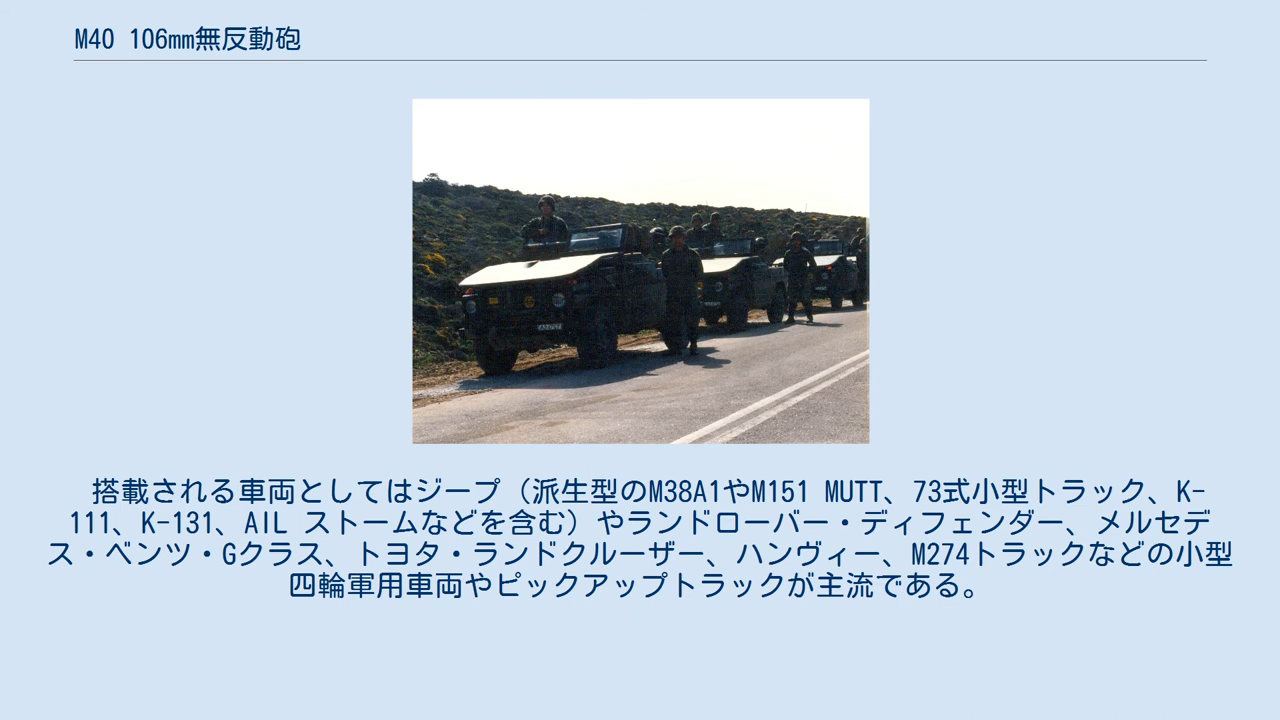 M40 106mm無反動砲
搭載される車両としてはジープ（派生型のM38A1やM151 MUTT、73式小型トラック、K-
111、K-131、AIL ストームなどを含む）やランドローバー・ディフェンダー、メルセデ
ス・ベンツ・Gクラス、トヨタ・ランドクルーザー、ハンヴィー、M274トラックなどの小型
四輪軍用車両やピックアップトラックが主流である。